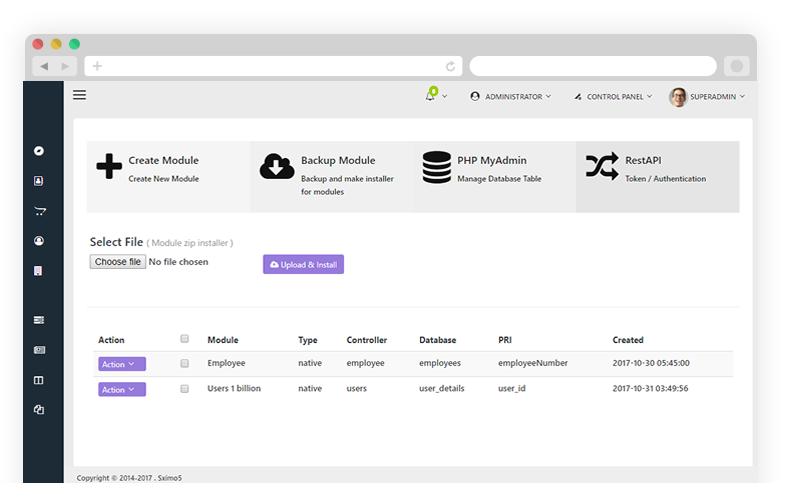 0
ADMINISTRATOR
CONTROL PANEL
SUPERADMIN
Create Module
Create New Module
Backup Module
Backup and make installer
for modules
PHP MyAdmin
Manage Database Table
RestAPI
Token / Authentication
Select File ( Module zip installer )
Choose file No file chosen Upload & Install
Action Module Type Controller Database PRI Created
Action Employee native employee employees employeeNumber 2017-10-30 05:45:00
Action Users 1 billion native users user_details user_id 2017-10-31 03:49:56
Copyright © 2014-2017 . Sximo5